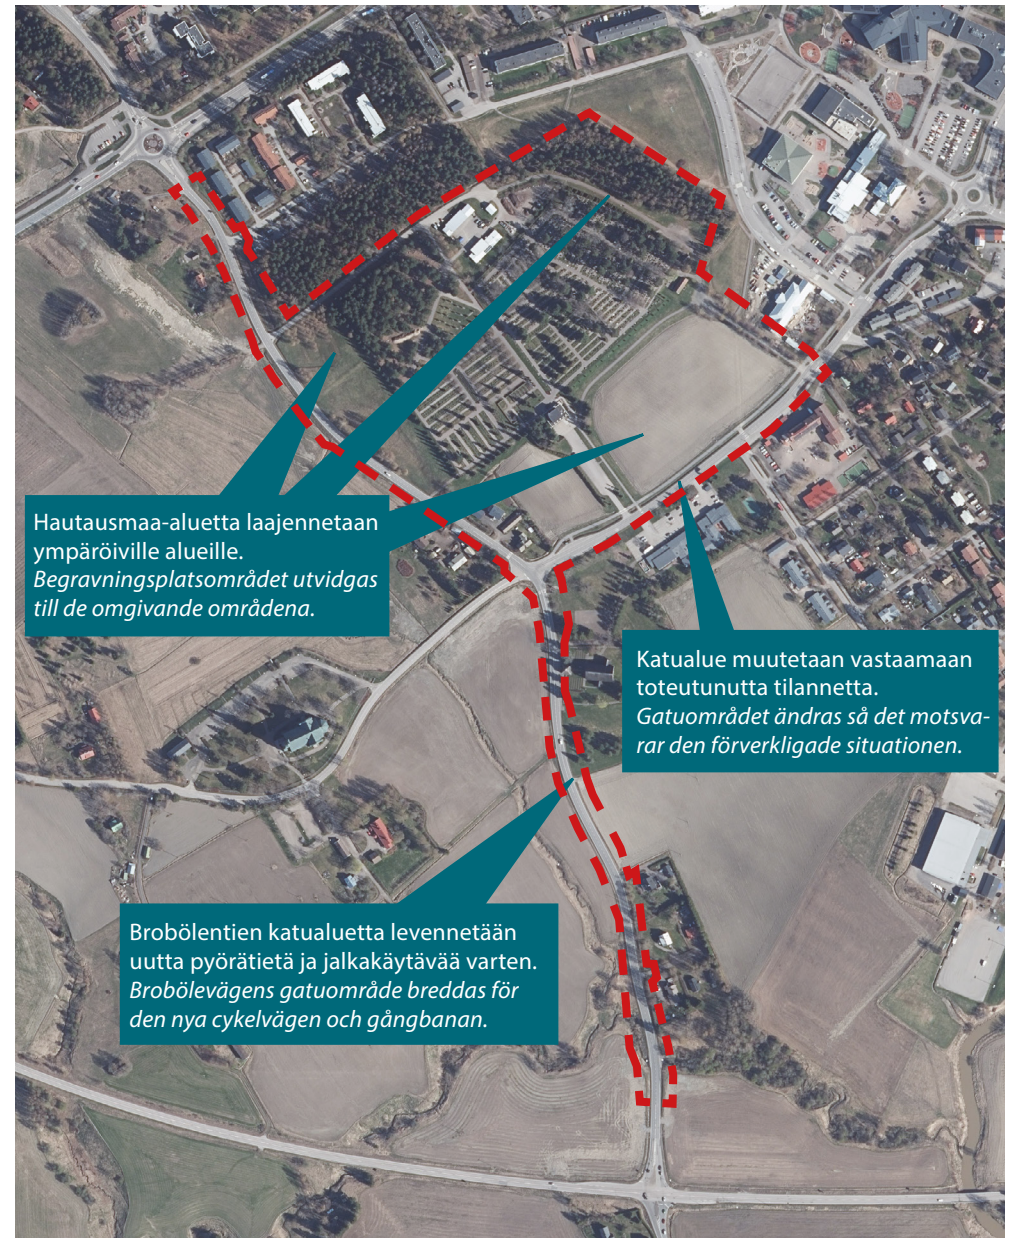 Hautausmaa-aluetta laajennetaan
ympäröiville alueille.
Begravningsplatsområdet utvidgas
till de omgivande områdena.
Katualue muutetaan vastaamaan
toteutunutta tilannetta.
Gatuområdet ändras så det motsva-
rar den förverkligade situationen.
Brobölentien katualuetta levennetään
uutta pyörätietä ja jalkakäytävää varten.
Brobölevägens gatuområde breddas för
den nya cykelvägen och gångbanan.